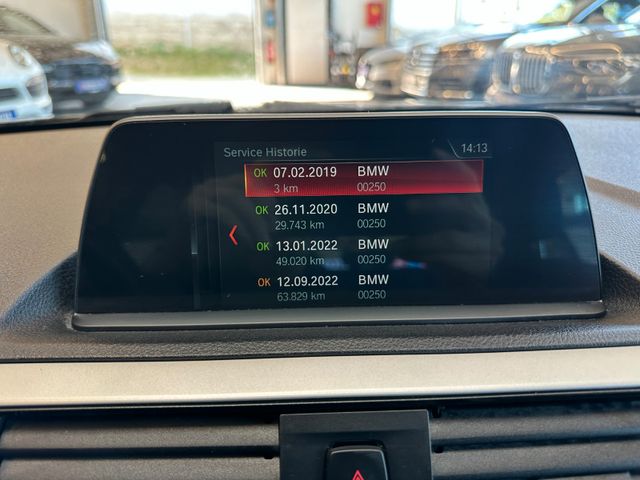 Service Historie 14:13
OK 07.02.2019 BMW
3 km 00250
OK 26.11.2020 BMW
29.743 km 00250
OK 13.01.2022 BMW
49.020 km 00250
OK 12.09.2022 BMW
63.829 km 00250